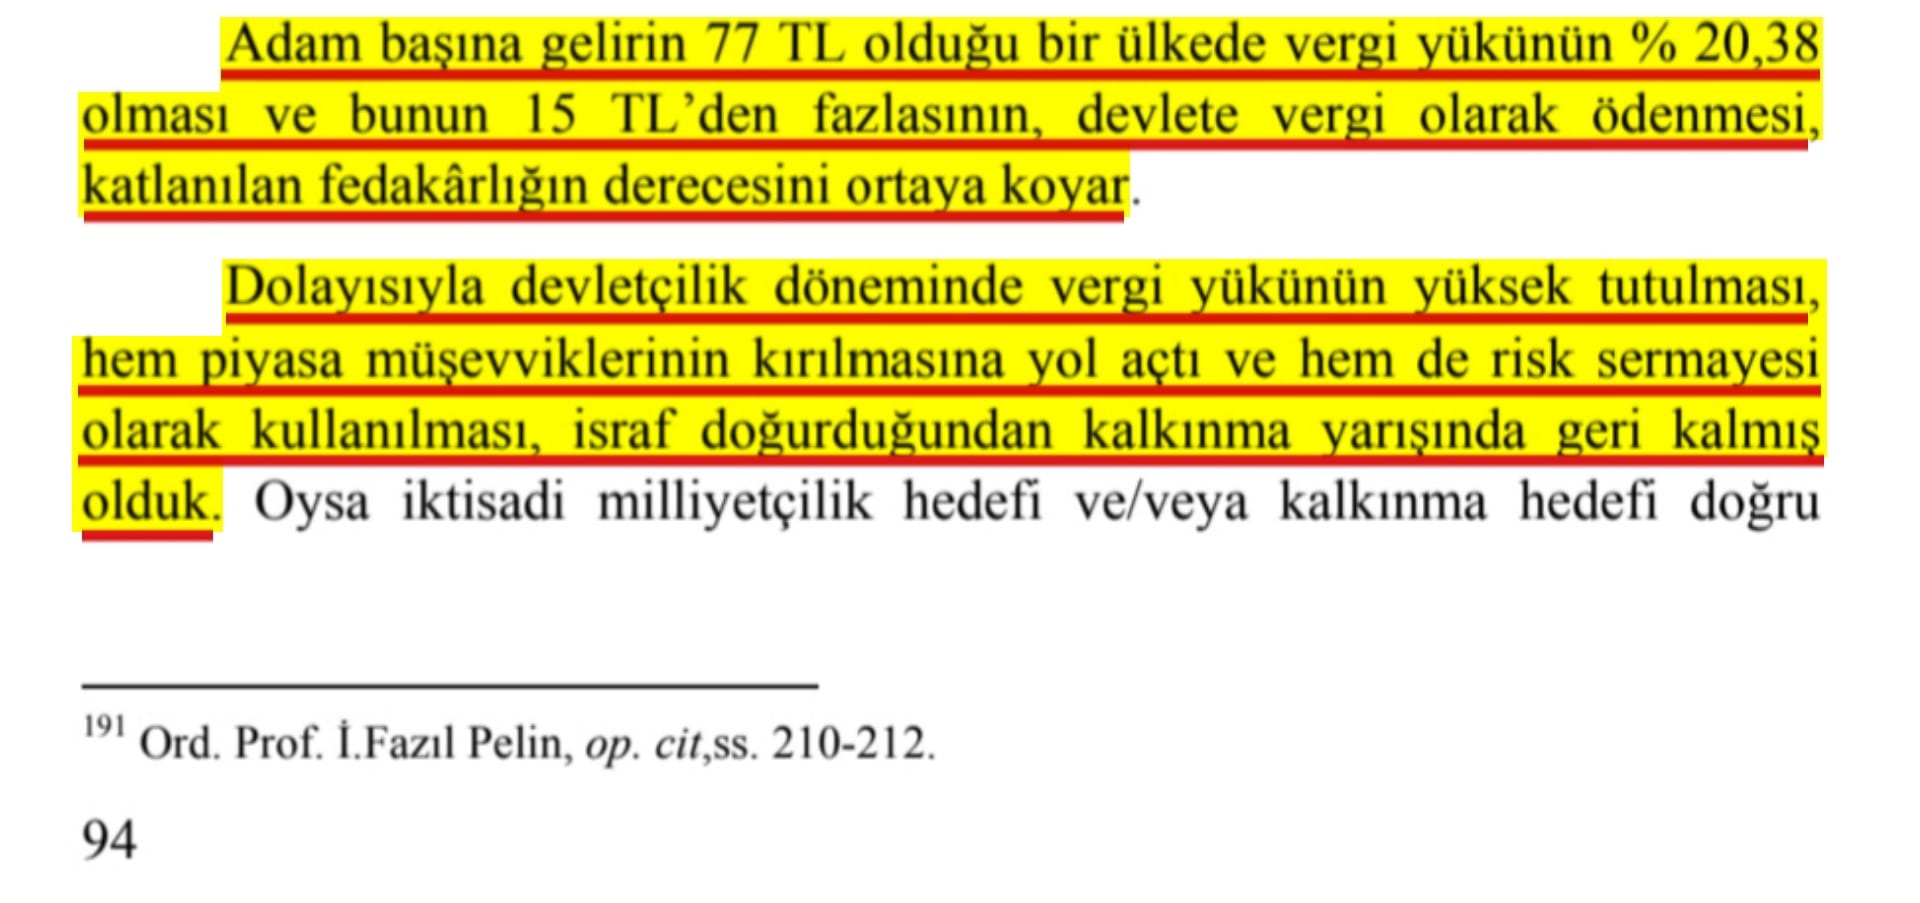 Adam başına gelirin 77 TL olduğu bir ülkede vergi yükünün % 20,38
olması ve bunun 15 TL’den fazlasının, devlete vergi olarak ödenmesi,
katlanılan fedakârlığın derecesini ortaya koyar.
Dolayısıyla devletçilik döneminde vergi yükünün yüksek tutulması,
hem piyasa müşevviklerinin kırılmasına yol açtı ve hem de risk sermayesi
olarak kullanılması, israf doğurduğundan kalkınma yarışında geri kalmış
olduk. Oysa iktisadi milliyetçilik hedefi ve/veya kalkınma hedefi doğru
191 Ord. Prof. İ.Fazıl Pelin, op. cit,ss. 210-212.
94